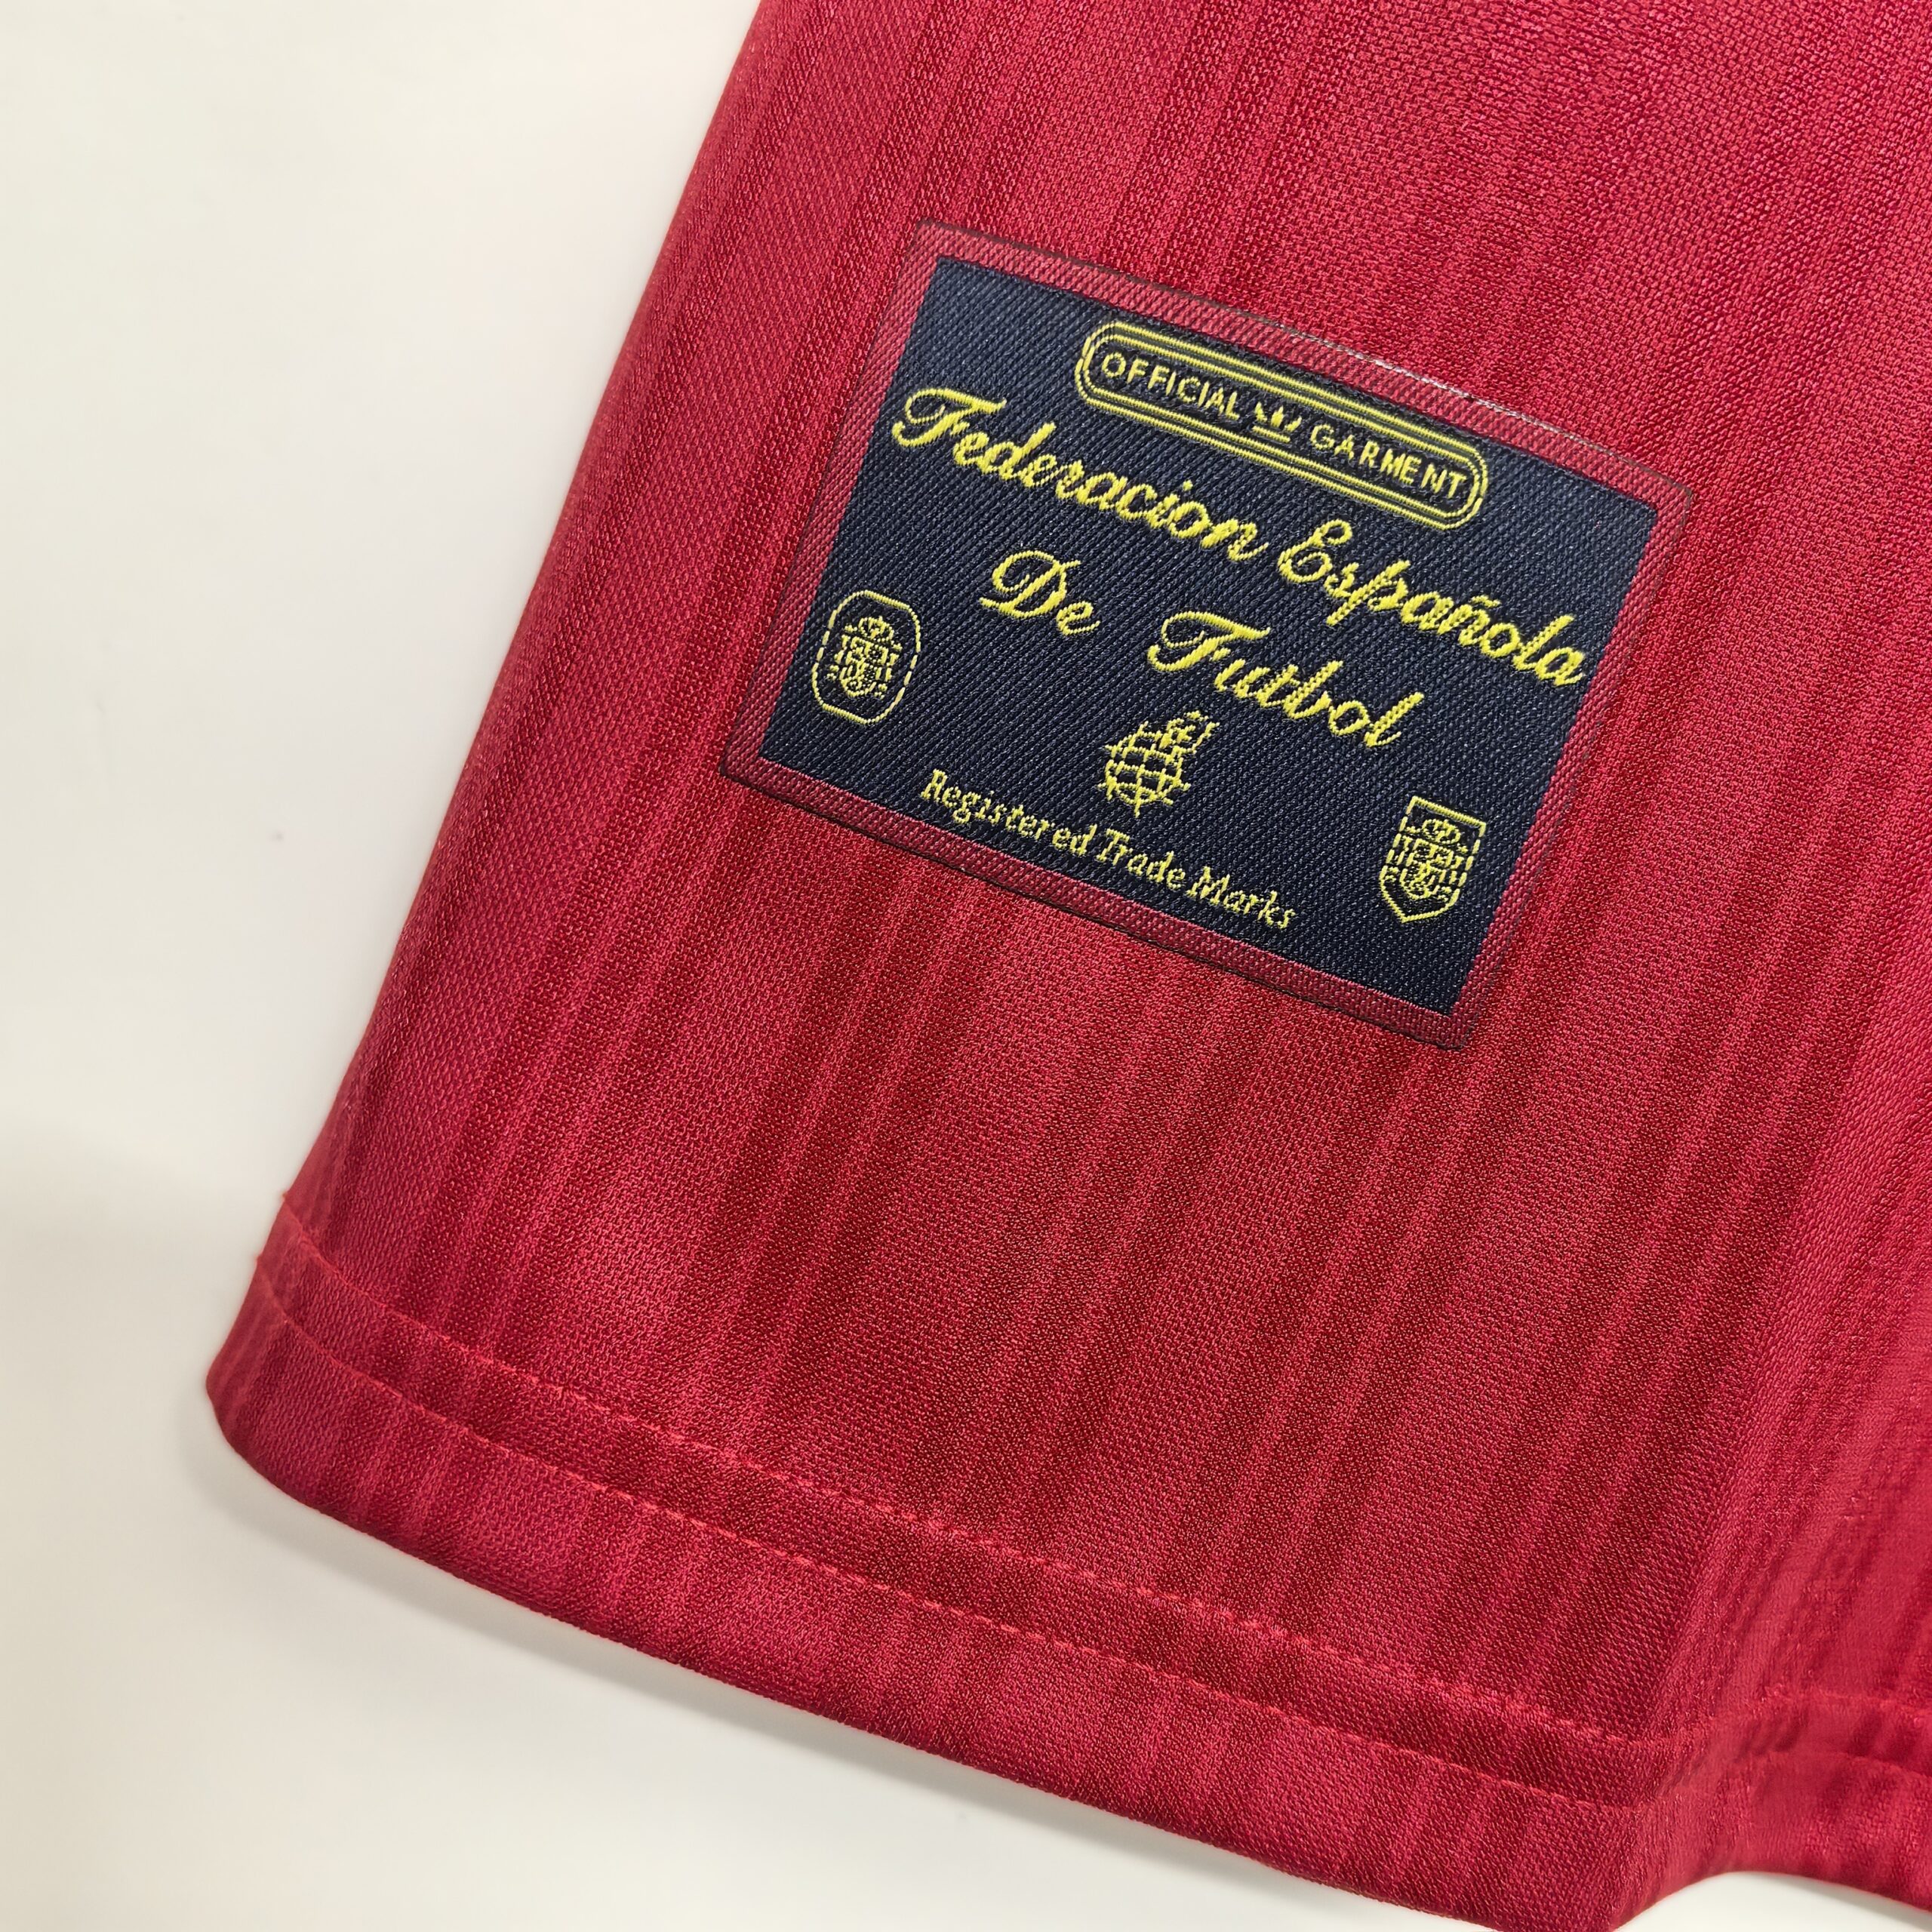 OFFICIAL GARMENT
Federacion Española
De Futbol
Registered Trade Marks